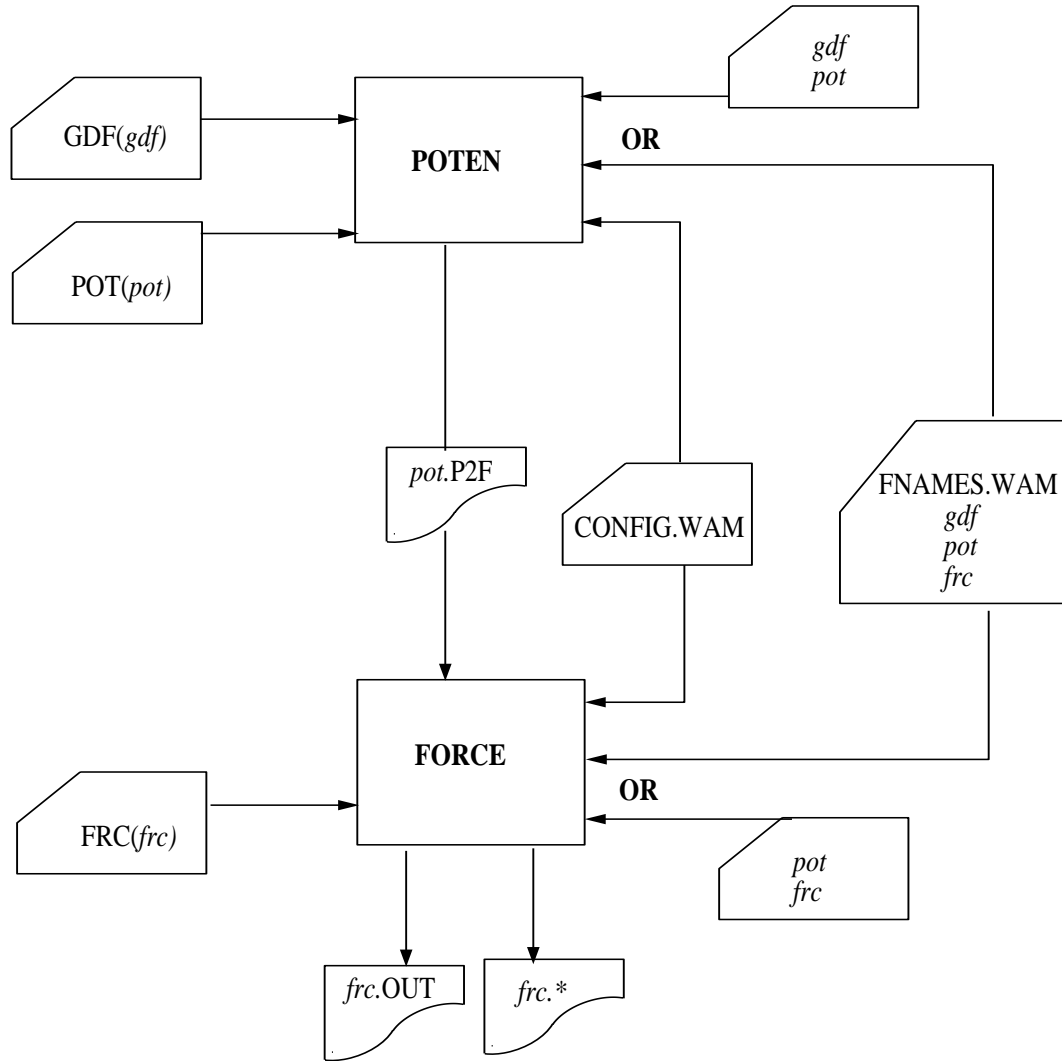 gdf
pot
GDF(gdf)
POTEN
OR
POT(pot)
pot.P2F
CONFIG.WAM
FNAMES.WAM
gdf
pot
frc
FORCE
OR
FRC(frc)
pot
frc
frc.OUT
frc.*